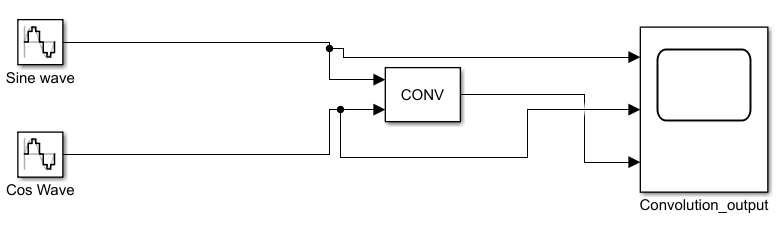 Sine wave
CONV
Cos Wave
Convolution_output